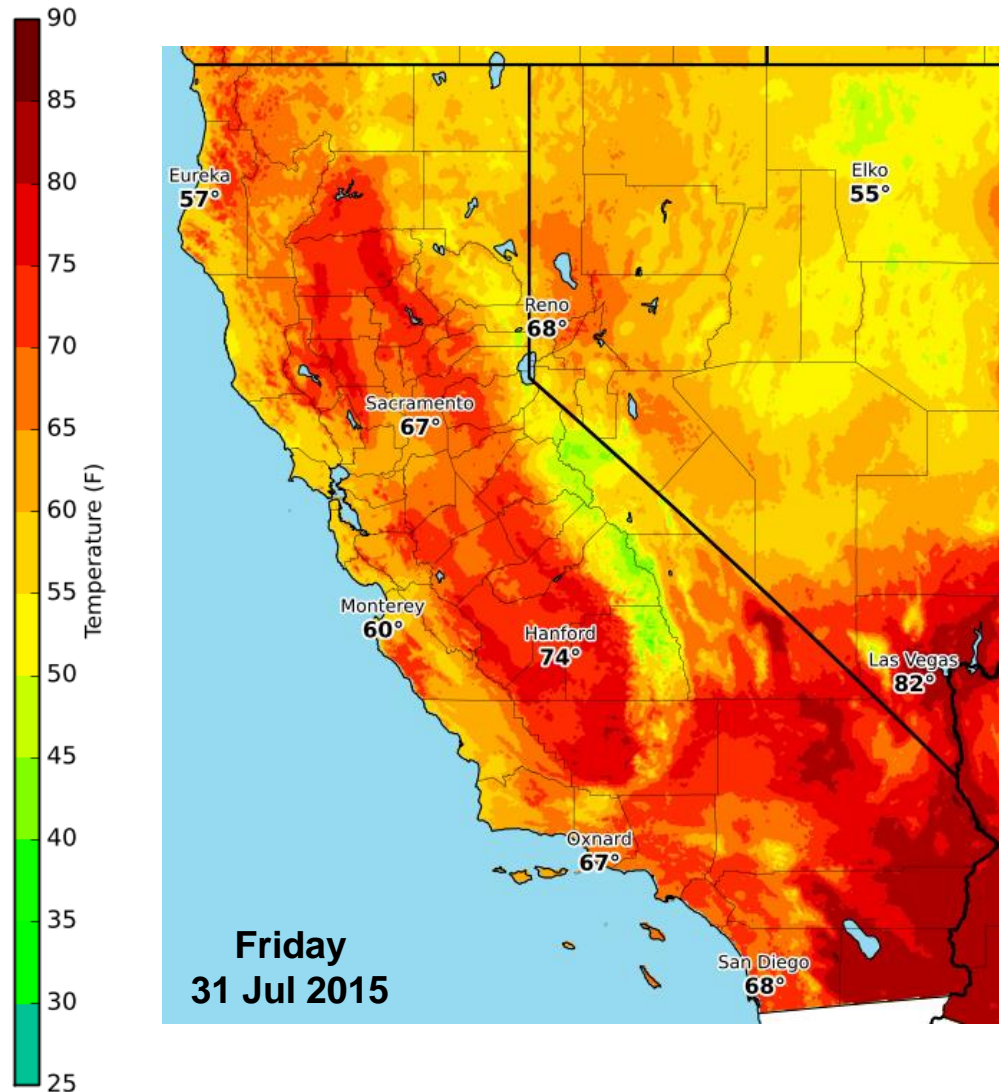 90
85
80
75
70
65
60
55
50
45
40
35
30
25
Temperature (F)
Eureka
57°
Elko
55°
Reno
68°
Sacramento
67°
Monterey
60°
Hanford
74°
Las Vegas
82°
Oxnard
67°
San Diego
68°
Friday
31 Jul 2015